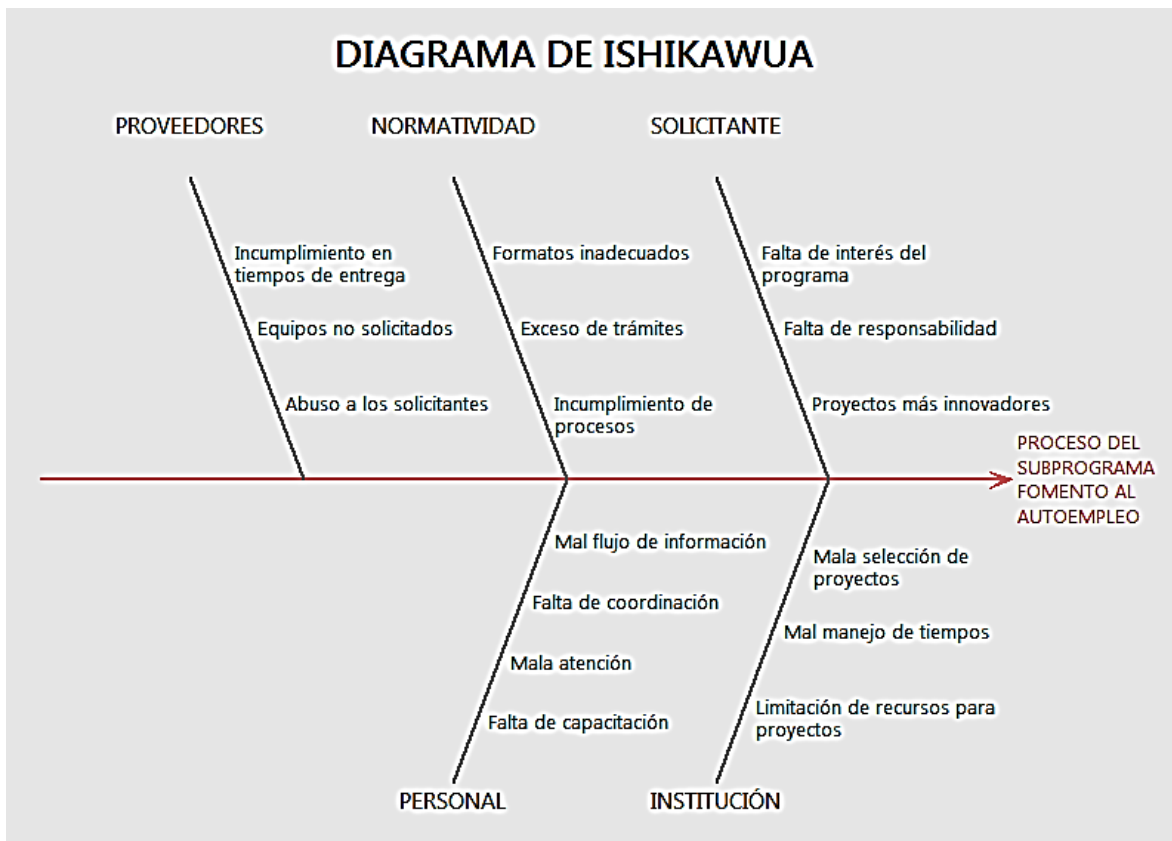 DIAGRAMA DE ISHIKAWUA
PROVEEDORES
NORMATIVIDAD
SOLICITANTE
Incumplimiento en
tiempos de entrega
Equipos no solicitados
Abuso a los solicitantes
Formatos inadecuados
Exceso de trámites
Incumplimiento de
procesos
Falta de interés del
programa
Falta de responsabilidad
Proyectos más innovadores
PROCESO DEL
SUBPROGRAMA
FOMENTO AL
AUTOEMPLEO
Mal flujo de información
Falta de coordinación
Mala atención
Falta de capacitación
Mala selección de
proyectos
Mal manejo de tiempos
Limitación de recursos para
proyectos
PERSONAL
INSTITUCIÓN